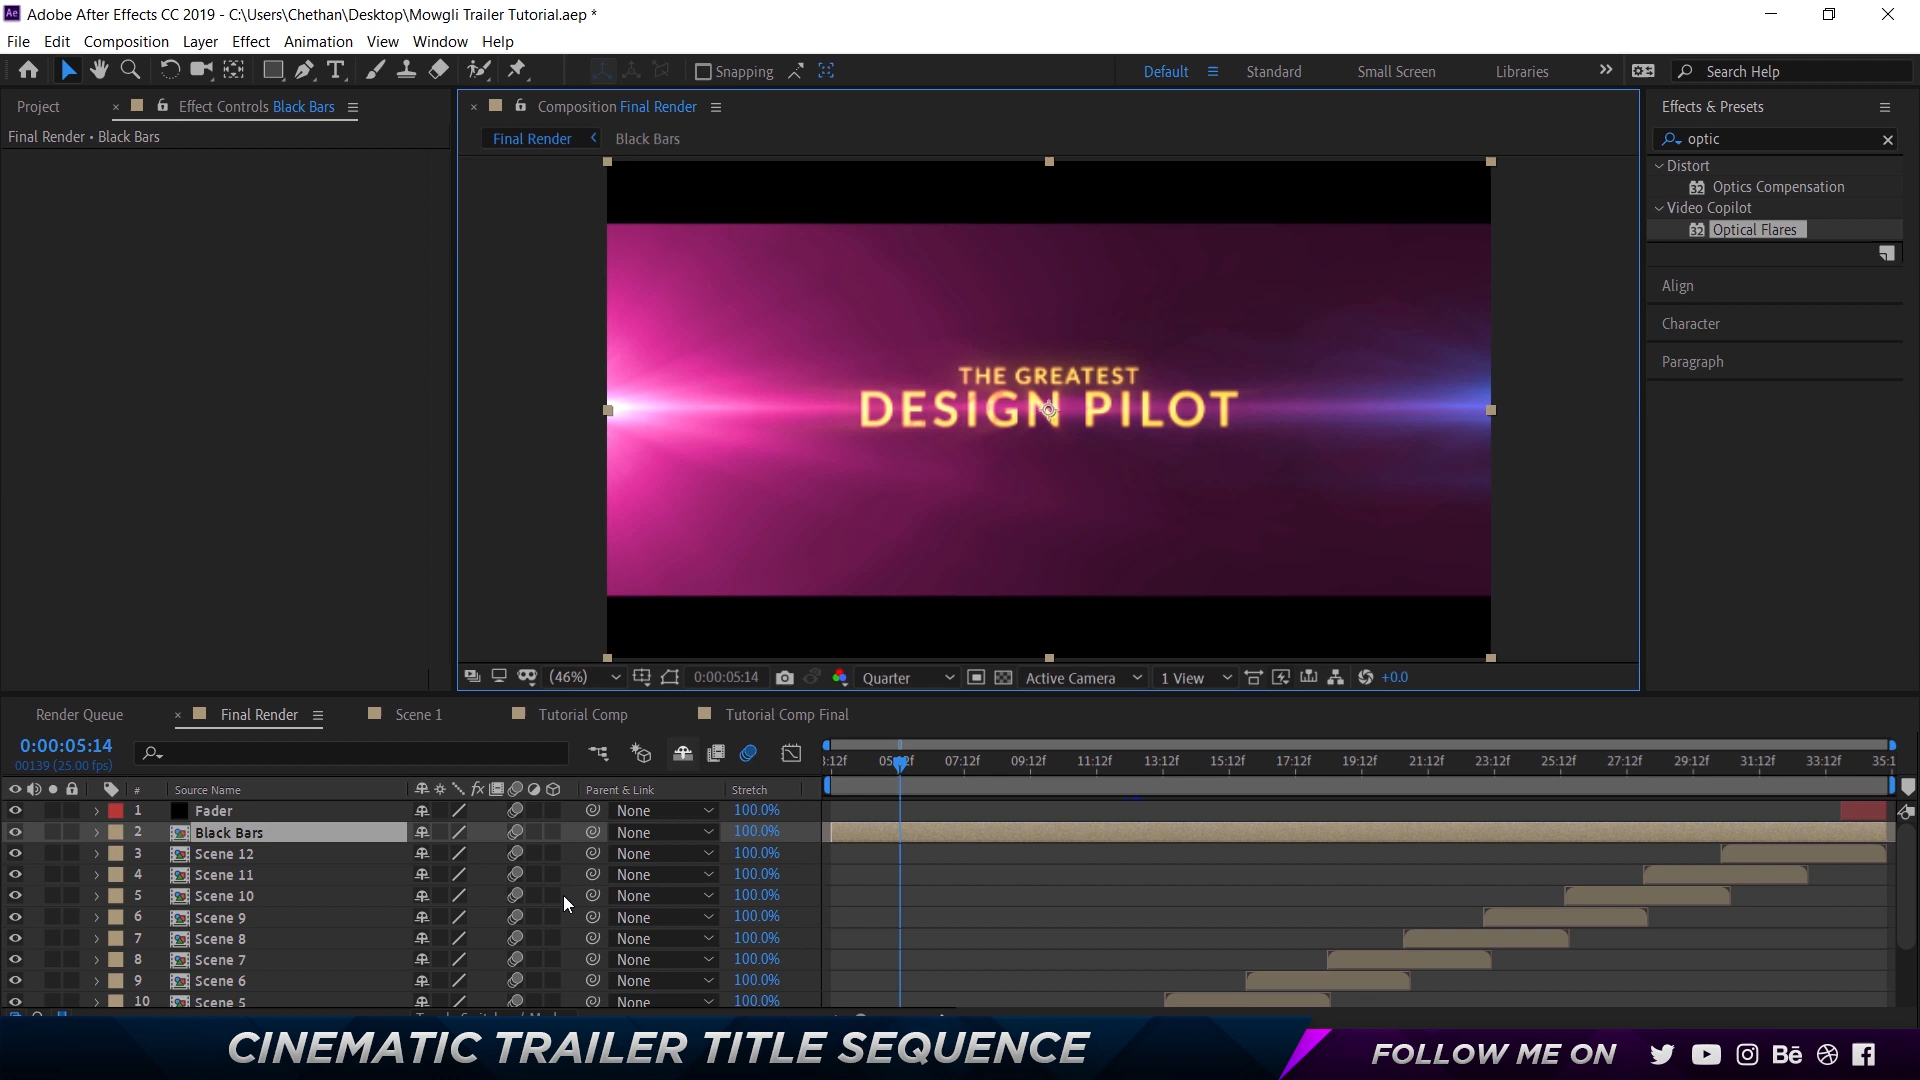 Ae Adobe After Effects CC 2019 - C:\Users\Chethan\Desktop\Mowgli Trailer Tutorial.aep *
File Edit Composition Layer Effect Animation View Window Help
Snapping Default Standard Small Screen Libraries Search Help
Project Effect Controls Black Bars
Final Render • Black Bars
Composition Final Render
Final Render Black Bars
THE GREATEST
DESIGN PILOT
(46%) 0:00:05:14 Quarter Active Camera 1 View +0.0
Effects & Presets
optic
Distort
32 Optics Compensation
Video Copilot
32 Optical Flares
Align
Character
Paragraph
Render Queue Final Render Scene 1 Tutorial Comp Tutorial Comp Final
0:00:05:14
00139 (25.00 fps)
07:12f 09:12f 11:12f 13:12f 15:12f 17:12f 19:12f 21:12f 23:12f 25:12f 27:12f 29:12f 31:12f 33:12f
# Source Name fx Parent & Link Stretch
1 Fader None 100.0%
2 Black Bars None 100.0%
3 Scene 12 None 100.0%
4 Scene 11 None 100.0%
5 Scene 10 None 100.0%
6 Scene 9 None 100.0%
7 Scene 8 None 100.0%
8 Scene 7 None 100.0%
9 Scene 6 None 100.0%
10 Scene 5 None 100.0%
CINEMATIC TRAILER TITLE SEQUENCE
FOLLOW ME ON Bē